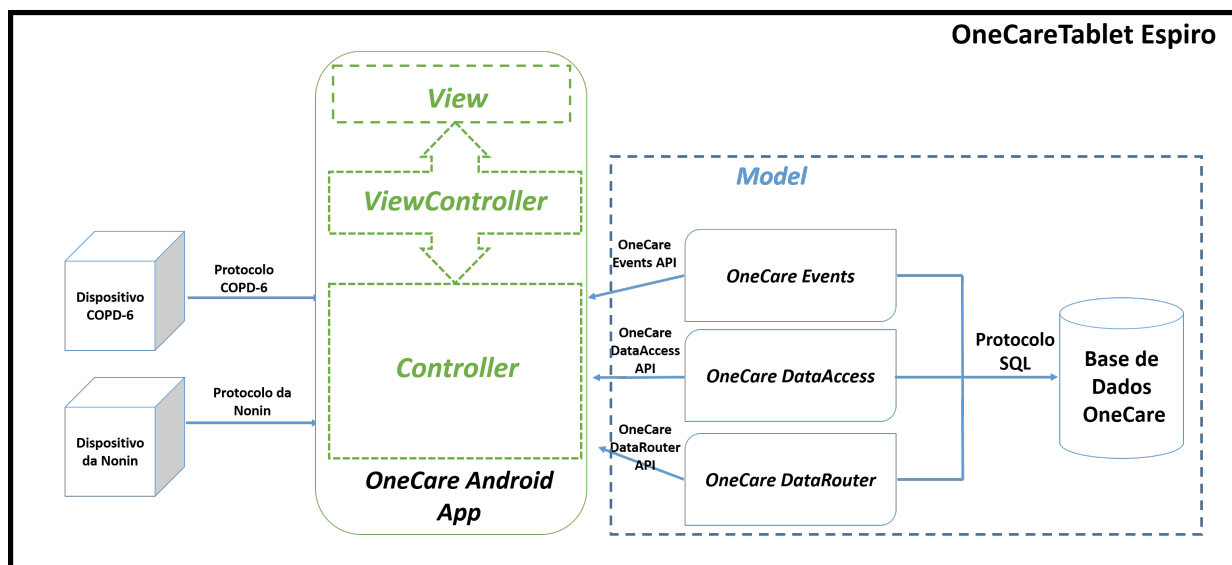 OneCareTablet Espiro
View
ViewController
Controller
OneCare Android
App
Dispositivo
COPD-6
Protocolo
COPD-6
Dispositivo
da Nonin
Protocolo da
Nonin
Model
OneCare
Events API
OneCare Events
OneCare
DataAccess
API
OneCare DataAccess
OneCare
DataRouter
API
OneCare DataRouter
Protocolo
SQL
Base de
Dados
OneCare